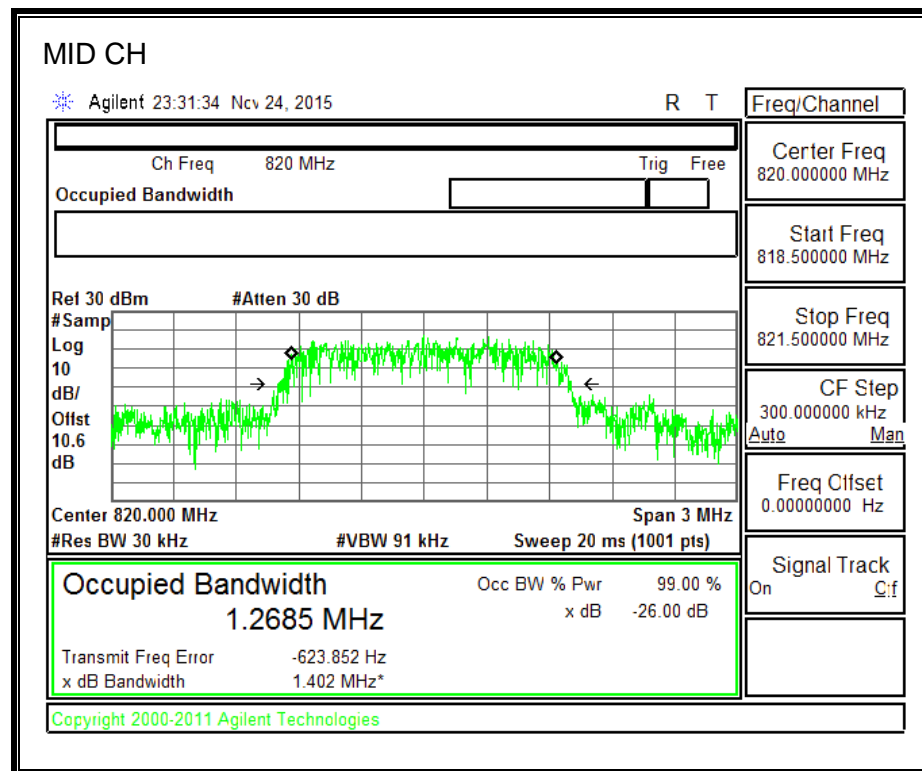 MID CH
Agilent 23:31:34 Nov 24, 2015 R T
Freq/Channel
Ch Freq 820 MHz Trig Free
Occupied Bandwidth
Center Freq
820.000000 MHz
Start Freq
818.500000 MHz
Stop Freq
821.500000 MHz
CF Step
300.000000 kHz
Auto Man
Freq Offset
0.00000000 Hz
Signal Track
On Off
Ref 30 dBm #Atten 30 dB
#Samp
Log
10
dB/
Offst
10.6
dB
Center 820.000 MHz Span 3 MHz
#Res BW 30 kHz #VBW 91 kHz Sweep 20 ms (1001 pts)
Occupied Bandwidth Occ BW % Pwr 99.00 %
1.2685 MHz x dB -26.00 dB
Transmit Freq Error -623.852 Hz
x dB Bandwidth 1.402 MHz*
Copyright 2000-2011 Agilent Technologies